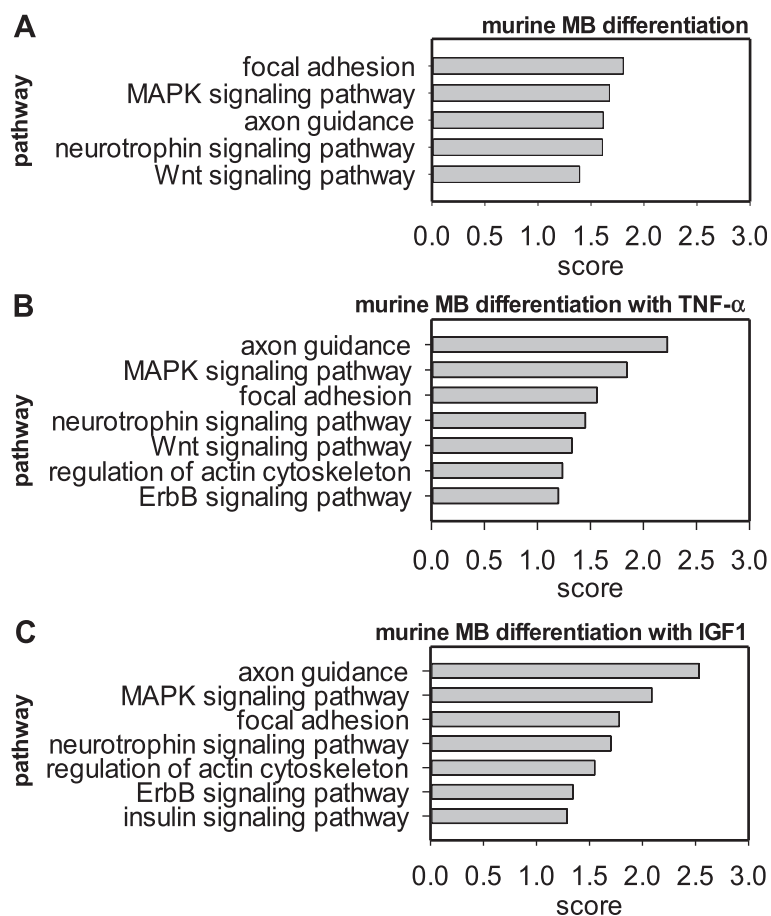 A
murine MB differentiation
pathway
focal adhesion
MAPK signaling pathway
axon guidance
neurotrophin signaling pathway
Wnt signaling pathway
0.0 0.5 1.0 1.5 2.0 2.5 3.0
score
B
murine MB differentiation with TNF-α
pathway
axon guidance
MAPK signaling pathway
focal adhesion
neurotrophin signaling pathway
Wnt signaling pathway
regulation of actin cytoskeleton
ErbB signaling pathway
0.0 0.5 1.0 1.5 2.0 2.5 3.0
score
C
murine MB differentiation with IGF1
pathway
axon guidance
MAPK signaling pathway
focal adhesion
neurotrophin signaling pathway
regulation of actin cytoskeleton
ErbB signaling pathway
insulin signaling pathway
0.0 0.5 1.0 1.5 2.0 2.5 3.0
score